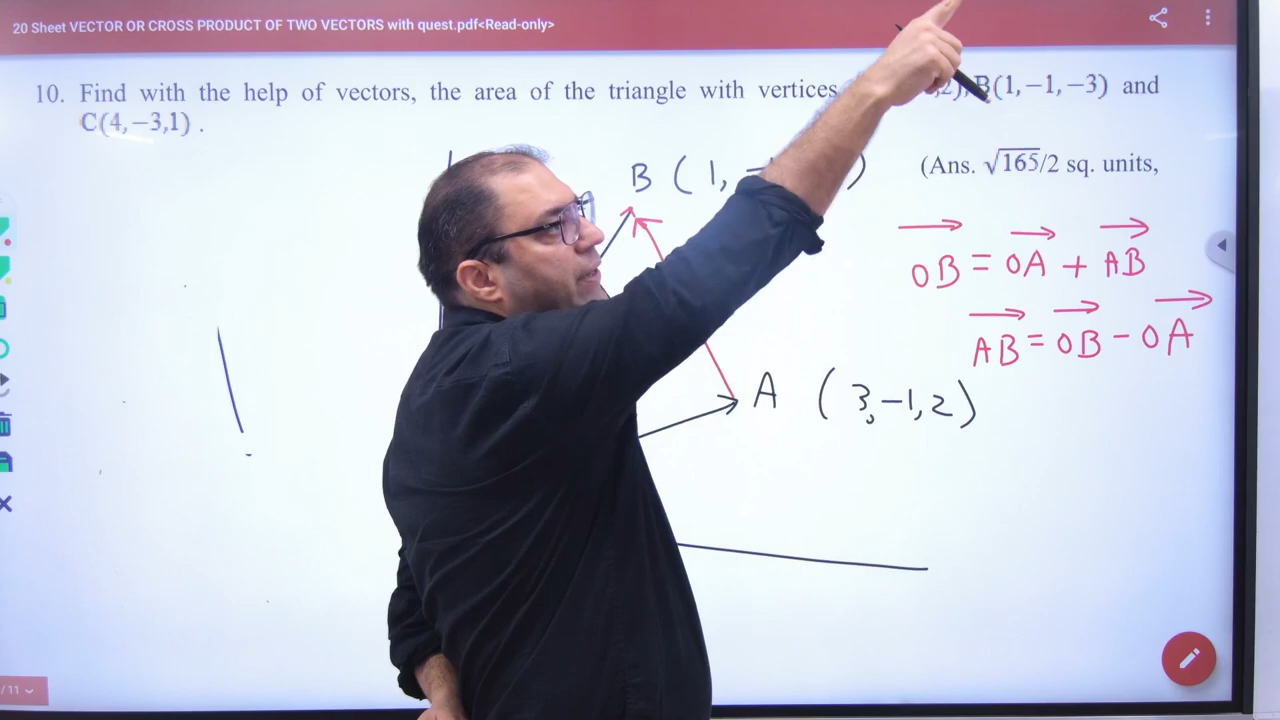 20 Sheet VECTOR OR CROSS PRODUCT OF TWO VECTORS with quest.pdf<Read-only>
10. Find with the help of vectors, the area of the triangle with vertices ,2), B(1,−1,−3) and
C(4,−3,1) .
(Ans. √165/2 sq. units,
B (1, − )
OB = OA + AB
AB = OB − OA
A (3,−1,2)
/11